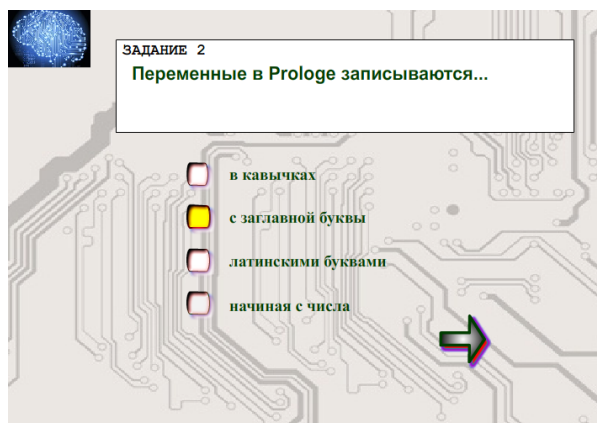 ЗАДАНИЕ 2
Переменные в Prologe записываются...
в кавычках
с заглавной буквы
латинскими буквами
начиная с числа